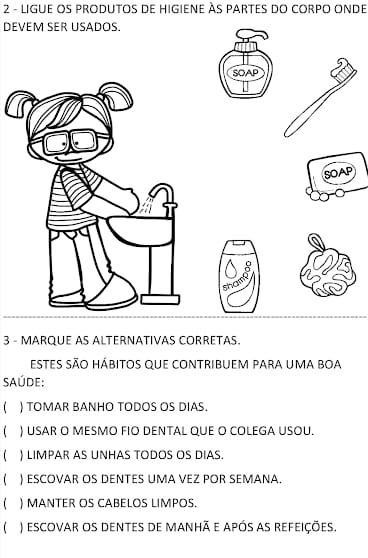 2 - LIGUE OS PRODUTOS DE HIGIENE ÀS PARTES DO CORPO ONDE
DEVEM SER USADOS.
SOAP
SOAP
shampoo
3 - MARQUE AS ALTERNATIVAS CORRETAS.
ESTES SÃO HÁBITOS QUE CONTRIBUEM PARA UMA BOA
SAÚDE:
( ) TOMAR BANHO TODOS OS DIAS.
( ) USAR O MESMO FIO DENTAL QUE O COLEGA USOU.
( ) LIMPAR AS UNHAS TODOS OS DIAS.
( ) ESCOVAR OS DENTES UMA VEZ POR SEMANA.
( ) MANTER OS CABELOS LIMPOS.
( ) ESCOVAR OS DENTES DE MANHÃ E APÓS AS REFEIÇÕES.